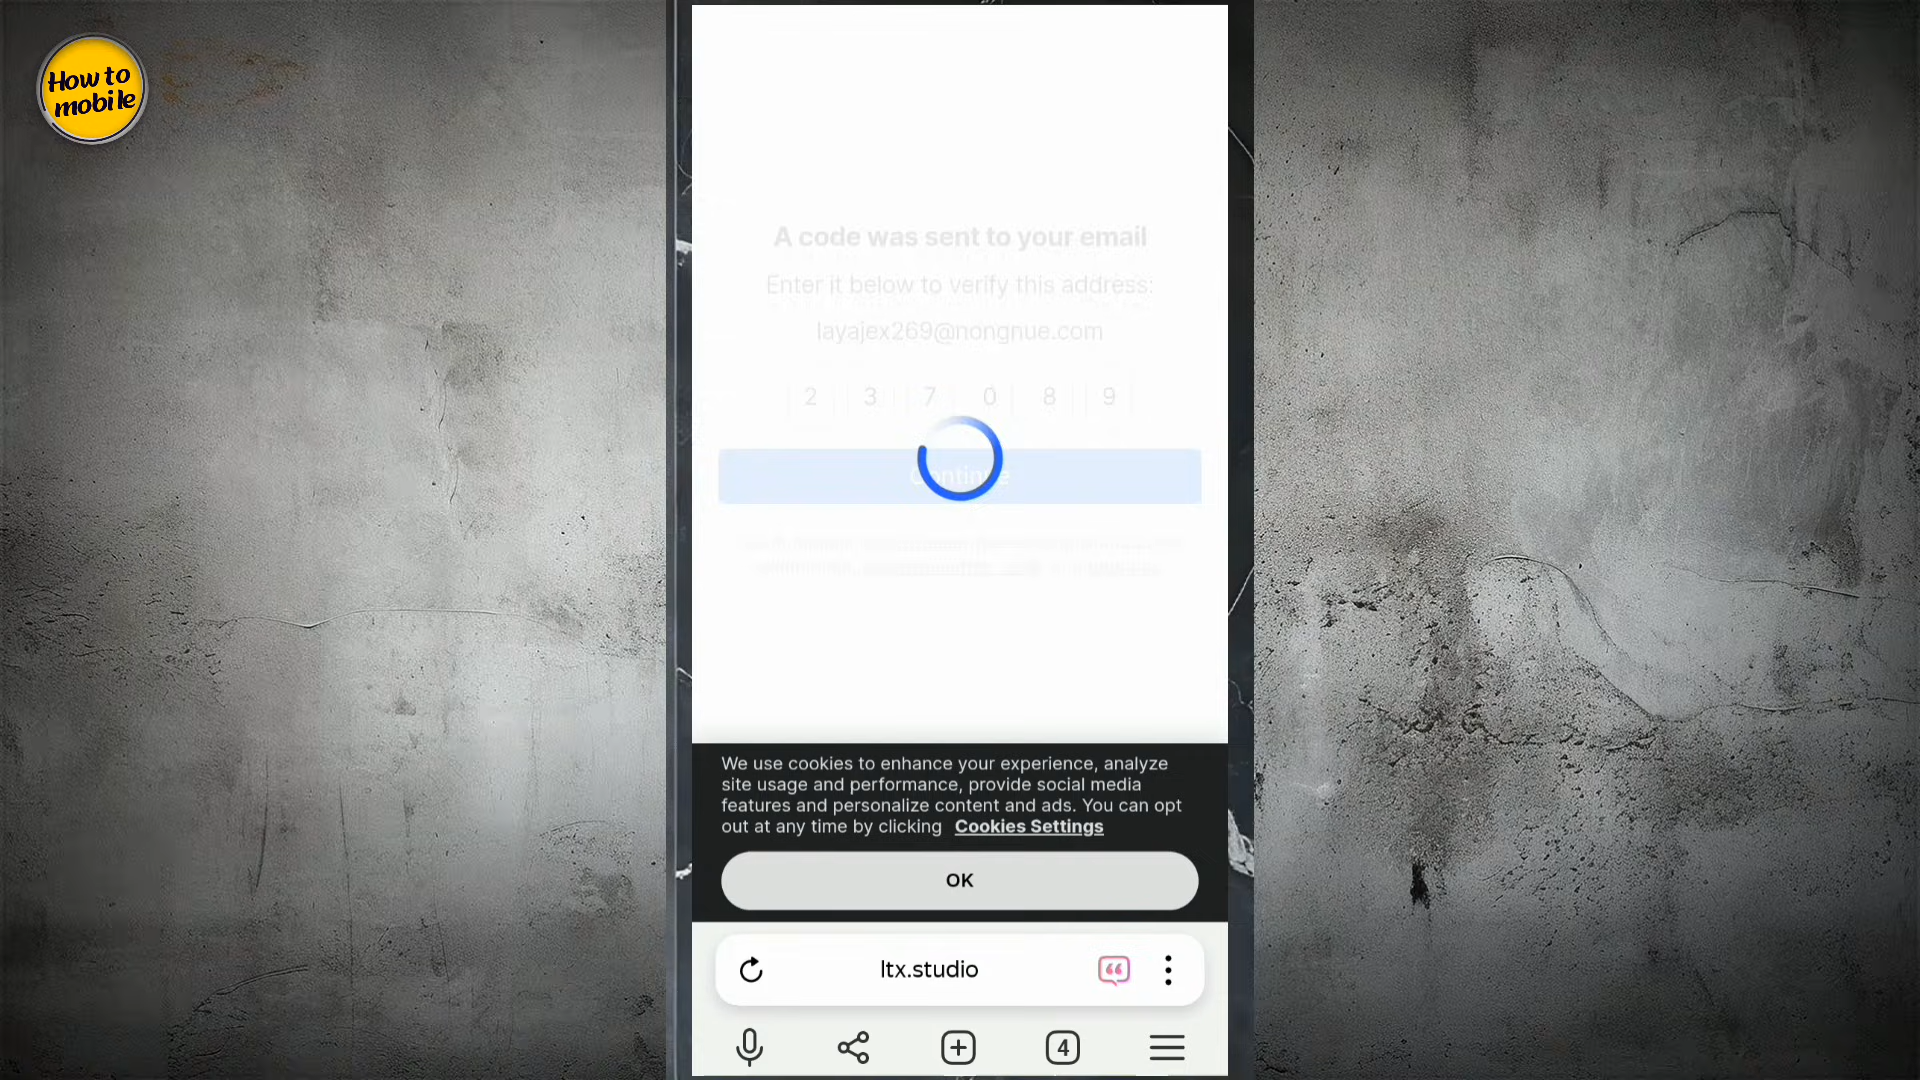 How to
mobile
A code was sent to your email
Enter it below to verify this address:
layajex269@nongnue.com
2 3 7 0 8 9
Continue
We use cookies to enhance your experience, analyze
site usage and performance, provide social media
features and personalize content and ads. You can opt
out at any time by clicking Cookies Settings
OK
ltx.studio
4